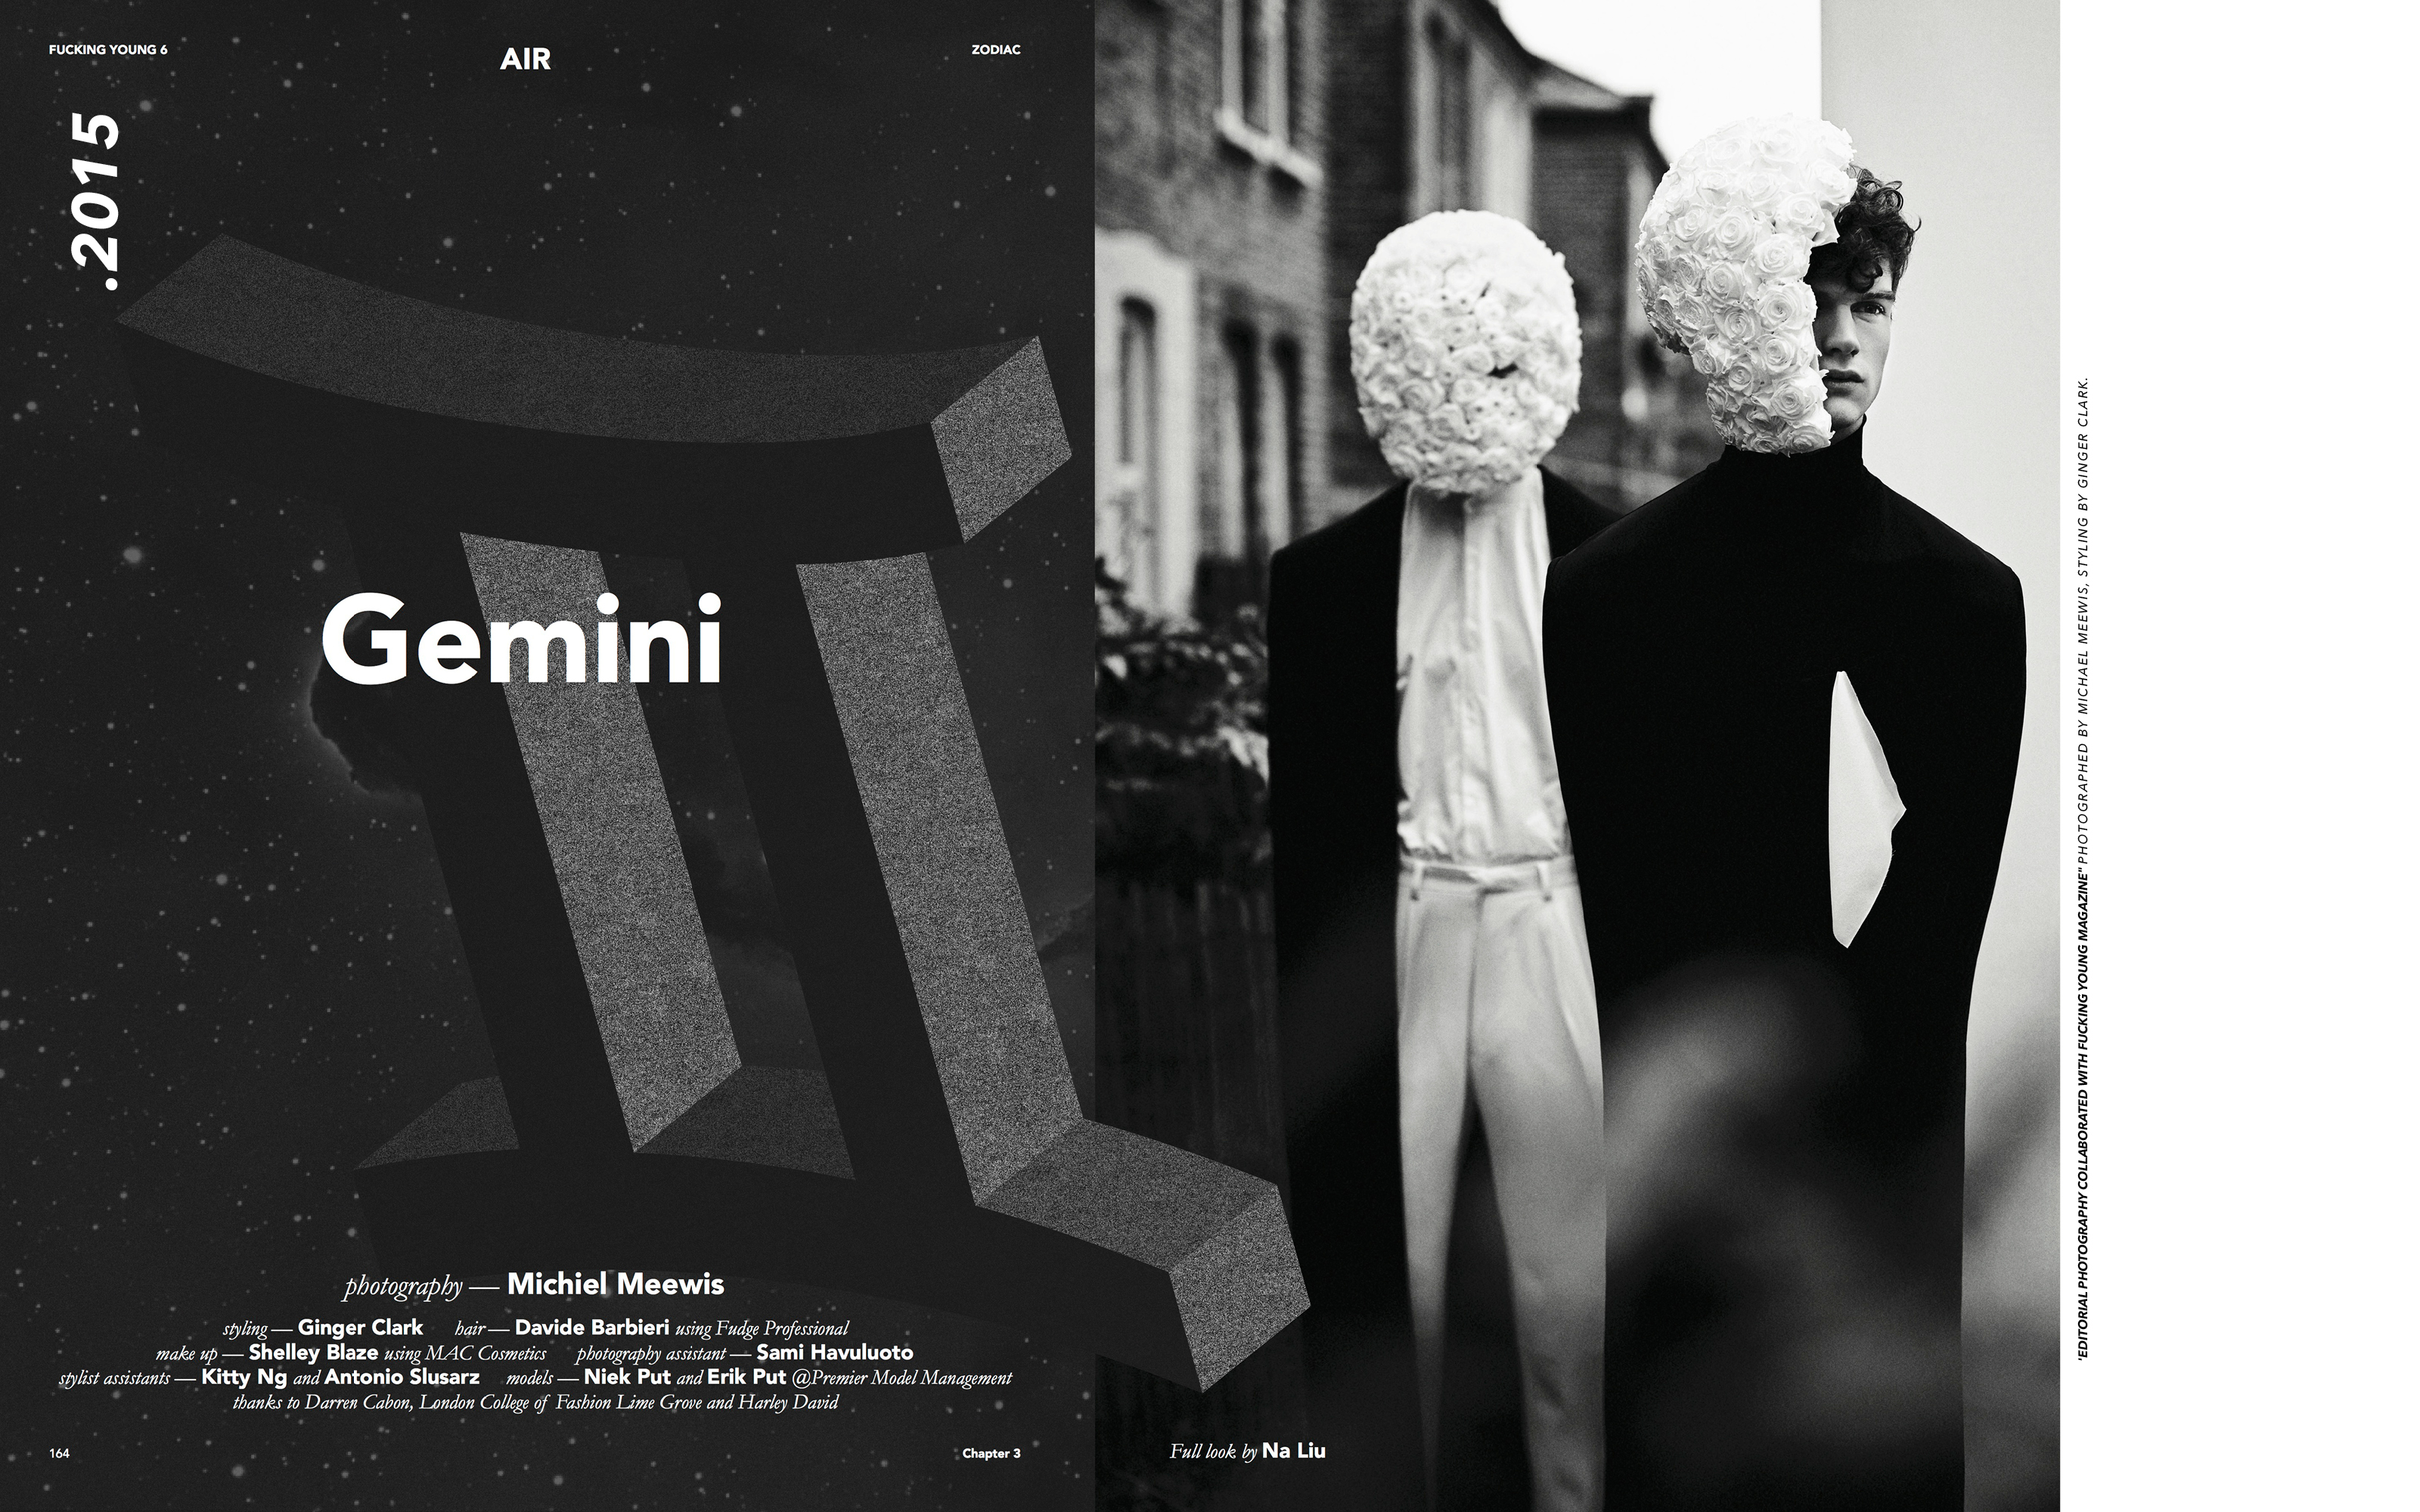 FUCKING YOUNG 6
AIR
ZODIAC
.2015
Gemini
photography — Michiel Meewis
styling — Ginger Clark hair — Davide Barbieri using Fudge Professional
make up — Shelley Blaze using MAC Cosmetics photography assistant — Sami Havuluoto
stylist assistants — Kitty Ng and Antonio Slusarz models — Niek Put and Erik Put @Premier Model Management
thanks to Darren Cabon, London College of Fashion Lime Grove and Harley David
164
Chapter 3
Full look by Na Liu
'EDITORIAL PHOTOGRAPHY COLLABORATED WITH FUCKING YOUNG MAGAZINE" PHOTOGRAPHED BY MICHAEL MEEWIS, STYLING BY GINGER CLARK.